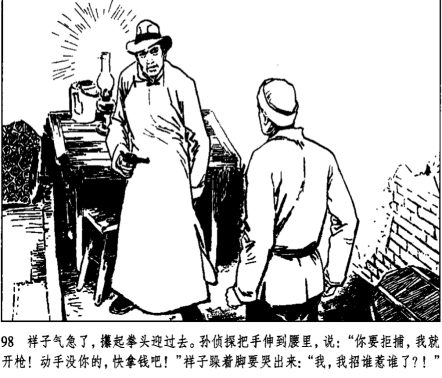 98 祥子气急了，攥起拳头迎过去。孙侦探把手伸到腰里，说：“你要拒捕，我就
开枪！动手没你的，快拿钱吧！”祥子跺着脚要哭出来：“我，我招谁惹谁了？！”